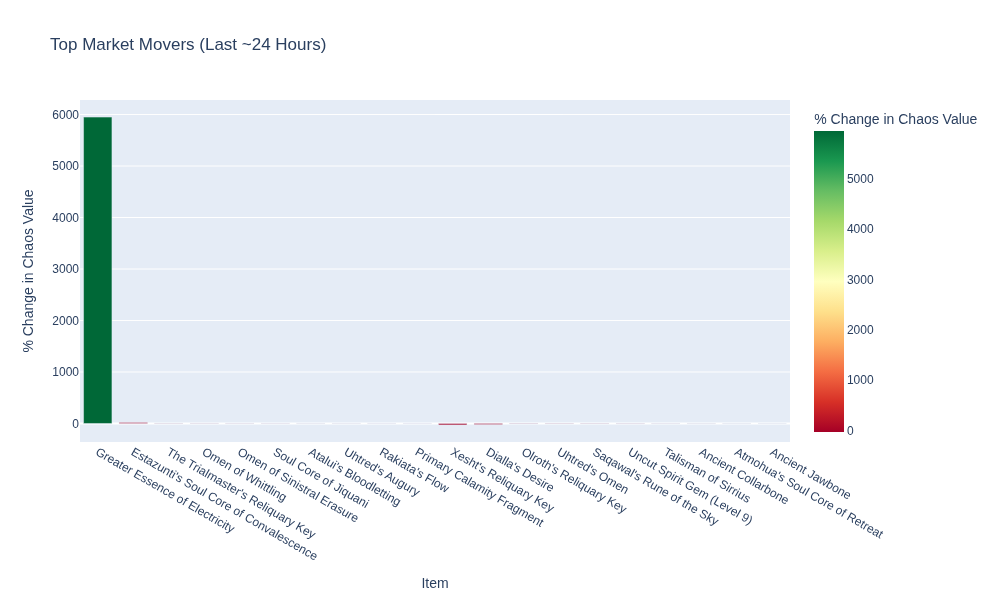 Top Market Movers (Last ~24 Hours)
% Change in Chaos Value
6000
5000
4000
3000
2000
1000
0
% Change in Chaos Value
5000
4000
3000
2000
1000
0
Greater Essence of Electricity
Estazunti's Soul Core of Convalescence
The Trialmaster's Reliquary Key
Omen of Whittling
Omen of Sinistral Erasure
Soul Core of Jiquani
Atalui's Bloodletting
Uhtred's Augury
Rakiata's Flow
Primary Calamity Fragment
Xesht's Reliquary Key
Dialla's Desire
Olroth's Reliquary Key
Uhtred's Omen
Saqawal's Rune of the Sky
Uncut Spirit Gem (Level 9)
Talisman of Sirrius
Ancient Collarbone
Atmohua's Soul Core of Retreat
Ancient Jawbone
Item